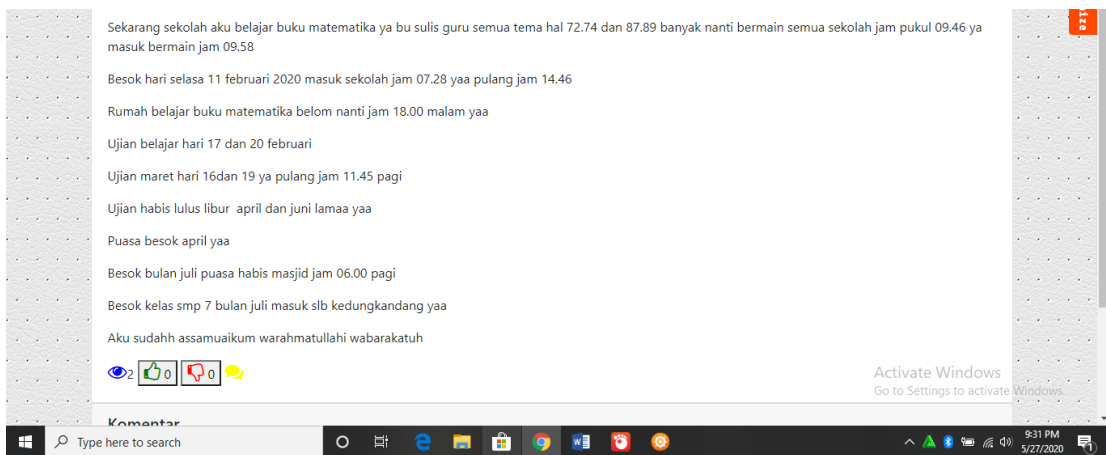 ize
Sekarang sekolah aku belajar buku matematika ya bu sulis guru semua tema hal 72.74 dan 87.89 banyak nanti bermain semua sekolah jam pukul 09.46 ya
masuk bermain jam 09.58
Besok hari selasa 11 februari 2020 masuk sekolah jam 07.28 yaa pulang jam 14.46
Rumah belajar buku matematika belom nanti jam 18.00 malam yaa
Ujian belajar hari 17 dan 20 februari
Ujian maret hari 16dan 19 ya pulang jam 11.45 pagi
Ujian habis lulus libur  april dan juni lamaa yaa
Puasa besok april yaa
Besok bulan juli puasa habis masjid jam 06.00 pagi
Besok kelas smp 7 bulan juli masuk slb kedungkandang yaa
Aku sudahh assamuaikum warahmatullahi wabarakatuh
2 0 0
Activate Windows
Go to Settings to activate Windows.
Komentar
Type here to search
9:31 PM
5/27/2020